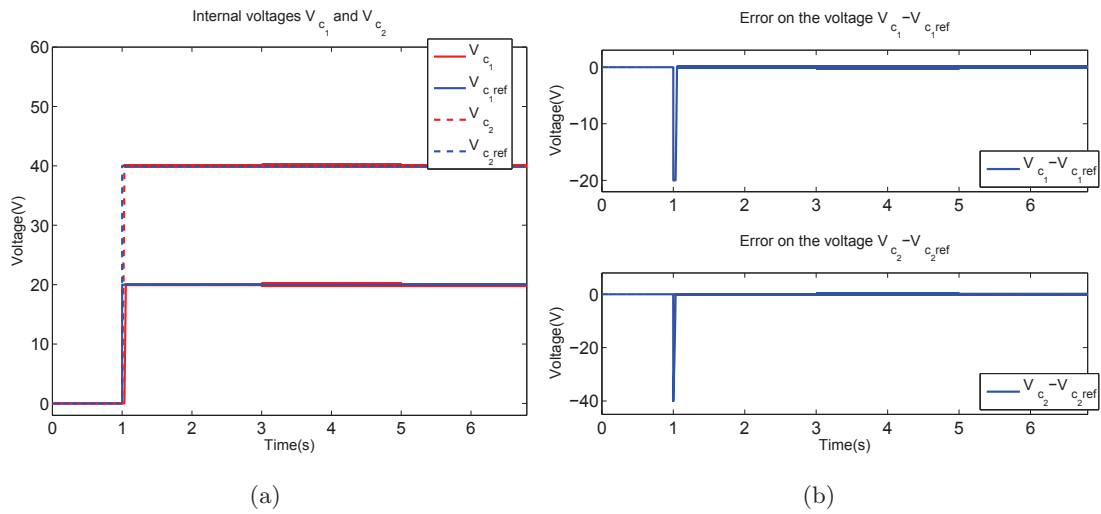 Internal voltages V c1 and V c2
60
50
40
30
20
10
0
Voltage(V)
0 1 2 3 4 5 6
Time(s)
V c1
V c1ref
V c2
V c2ref
(a)
Error on the voltage V c1−V c1ref
0
−10
−20
Voltage(V)
V c1−V c1ref
0 1 2 3 4 5 6
Error on the voltage V c2−V c2ref
0
−20
−40
Voltage(V)
V c2−V c2ref
0 1 2 3 4 5 6
Time(s)
(b)